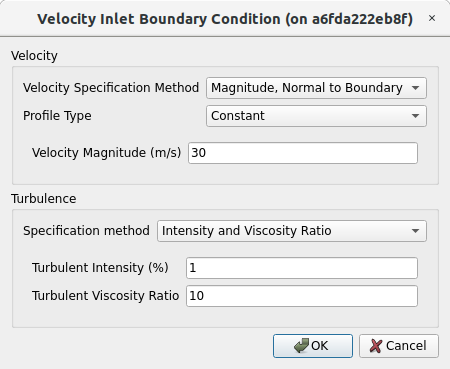 Velocity Inlet Boundary Condition (on a6fda222eb8f) ×
Velocity
Velocity Specification Method Magnitude, Normal to Boundary
Profile Type Constant
Velocity Magnitude (m/s) 30
Turbulence
Specification method Intensity and Viscosity Ratio
Turbulent Intensity (%) 1
Turbulent Viscosity Ratio 10
OK Cancel